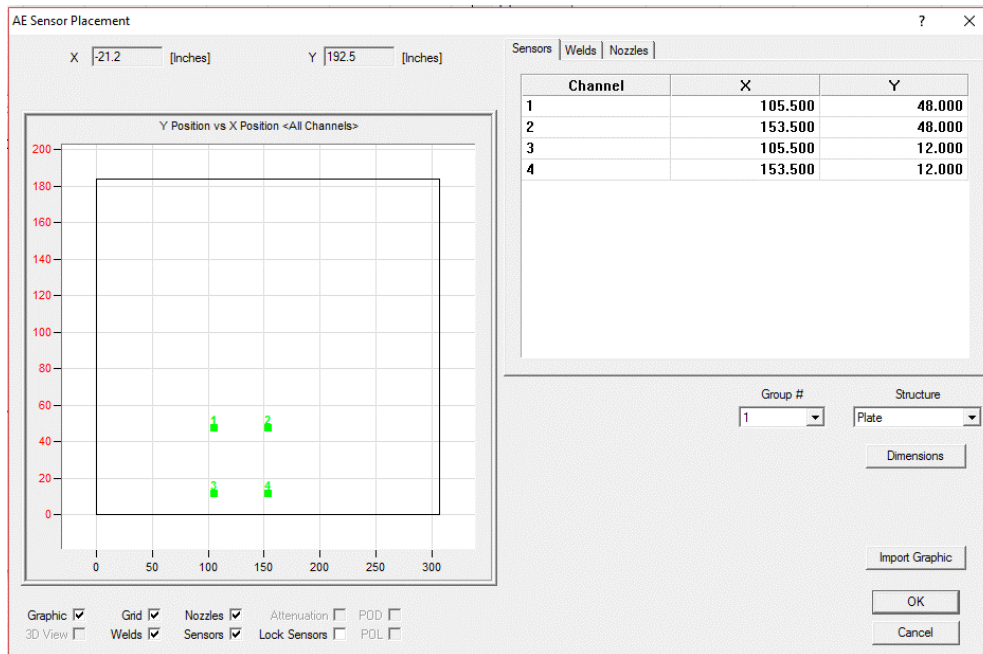 AE Sensor Placement ? ×
X -21.2 [Inches] Y 192.5 [Inches]
Sensors Welds Nozzles
Channel X Y
1 105.500 48.000
2 153.500 48.000
3 105.500 12.000
4 153.500 12.000
Y Position vs X Position <All Channels>
200
180
160
140
120
100
80
60
40
20
0
1 2
3 4
0 50 100 150 200 250 300
Group # Structure
1 Plate
Dimensions
Import Graphic
OK
Cancel
Graphic Grid Nozzles Attenuation POD
3D View Welds Sensors Lock Sensors POL